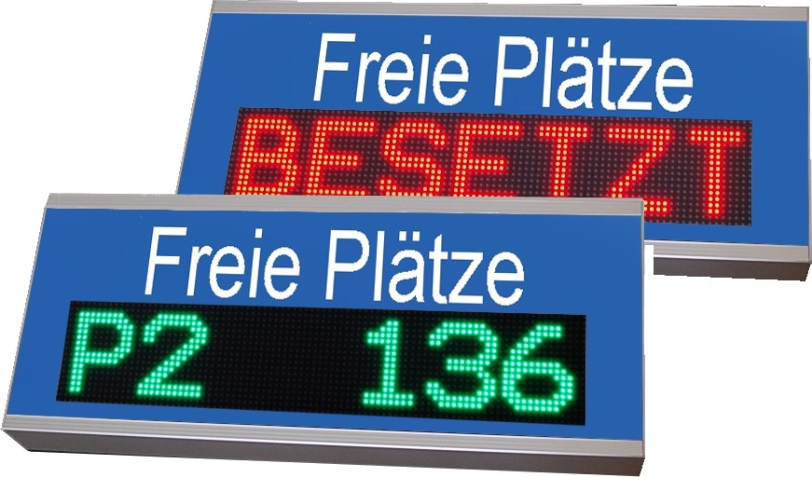 Freie Plätze
BESETZT
Freie Plätze
P2 136